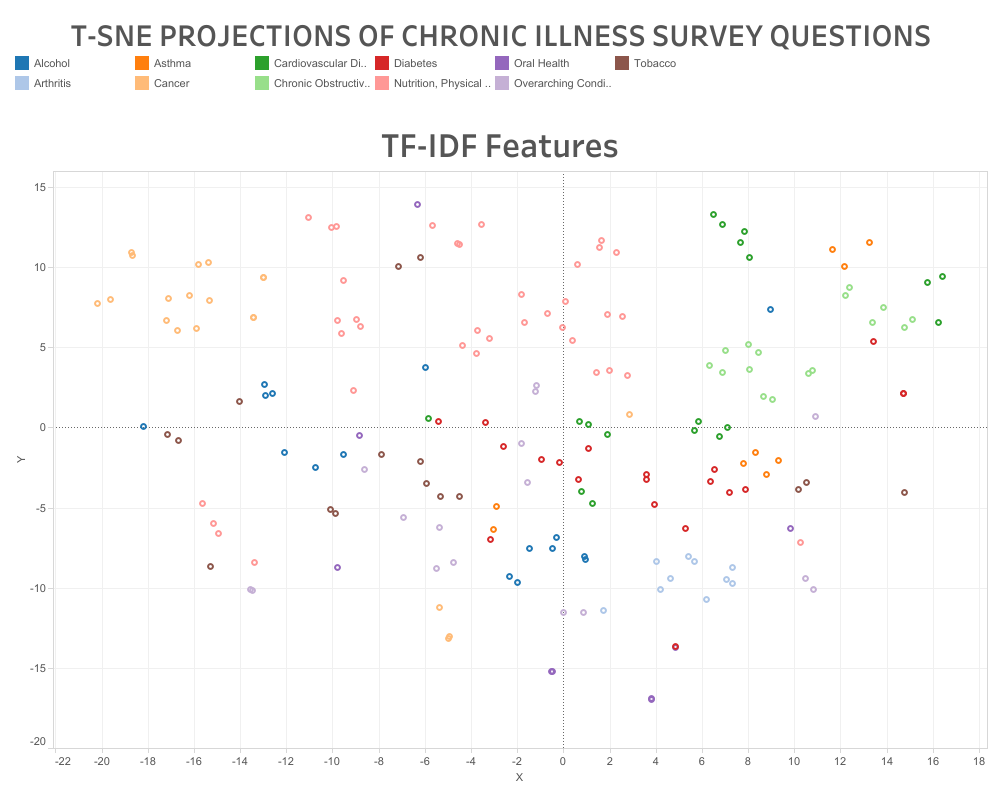 T-SNE PROJECTIONS OF CHRONIC ILLNESS SURVEY QUESTIONS
Alcohol Asthma Cardiovascular Di.. Diabetes Oral Health Tobacco
Arthritis Cancer Chronic Obstructiv.. Nutrition, Physical .. Overarching Condi..
TF-IDF Features
15
10
5
0
-5
-10
-15
-20
Y
-22 -20 -18 -16 -14 -12 -10 -8 -6 -4 -2 0 2 4 6 8 10 12 14 16 18
X